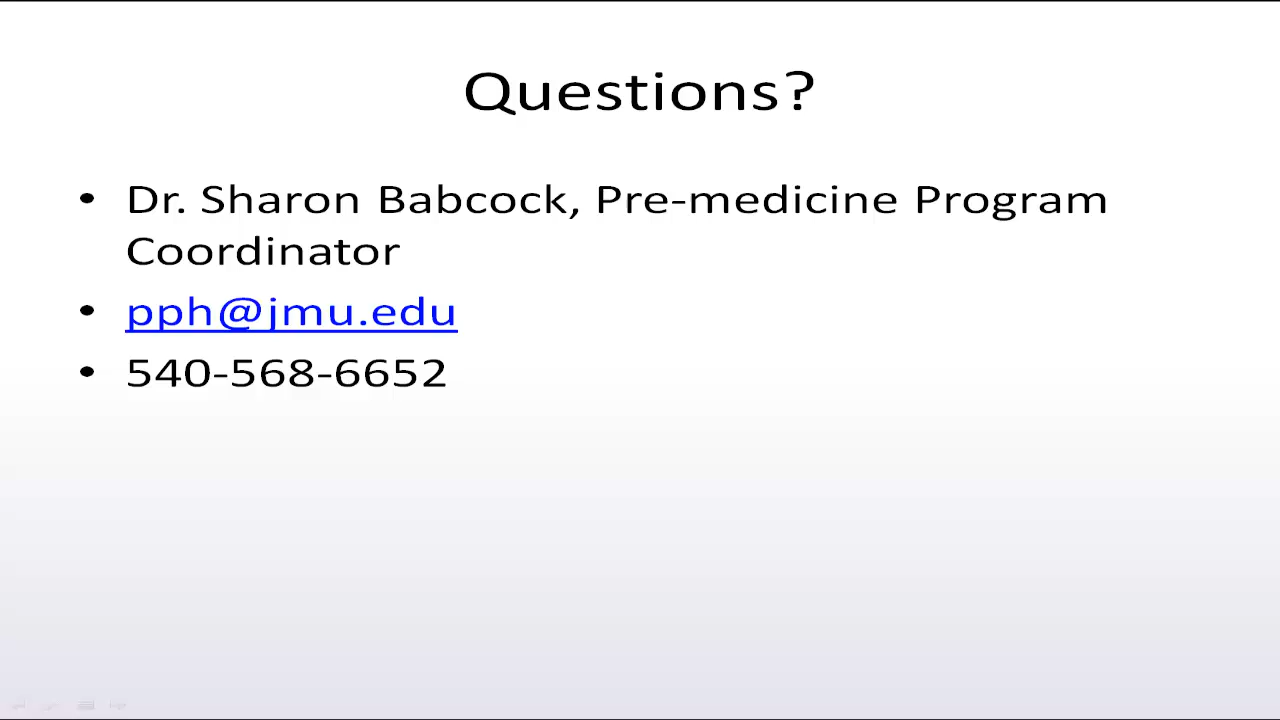 Questions?
• Dr. Sharon Babcock, Pre-medicine Program
Coordinator
• pph@jmu.edu
• 540-568-6652